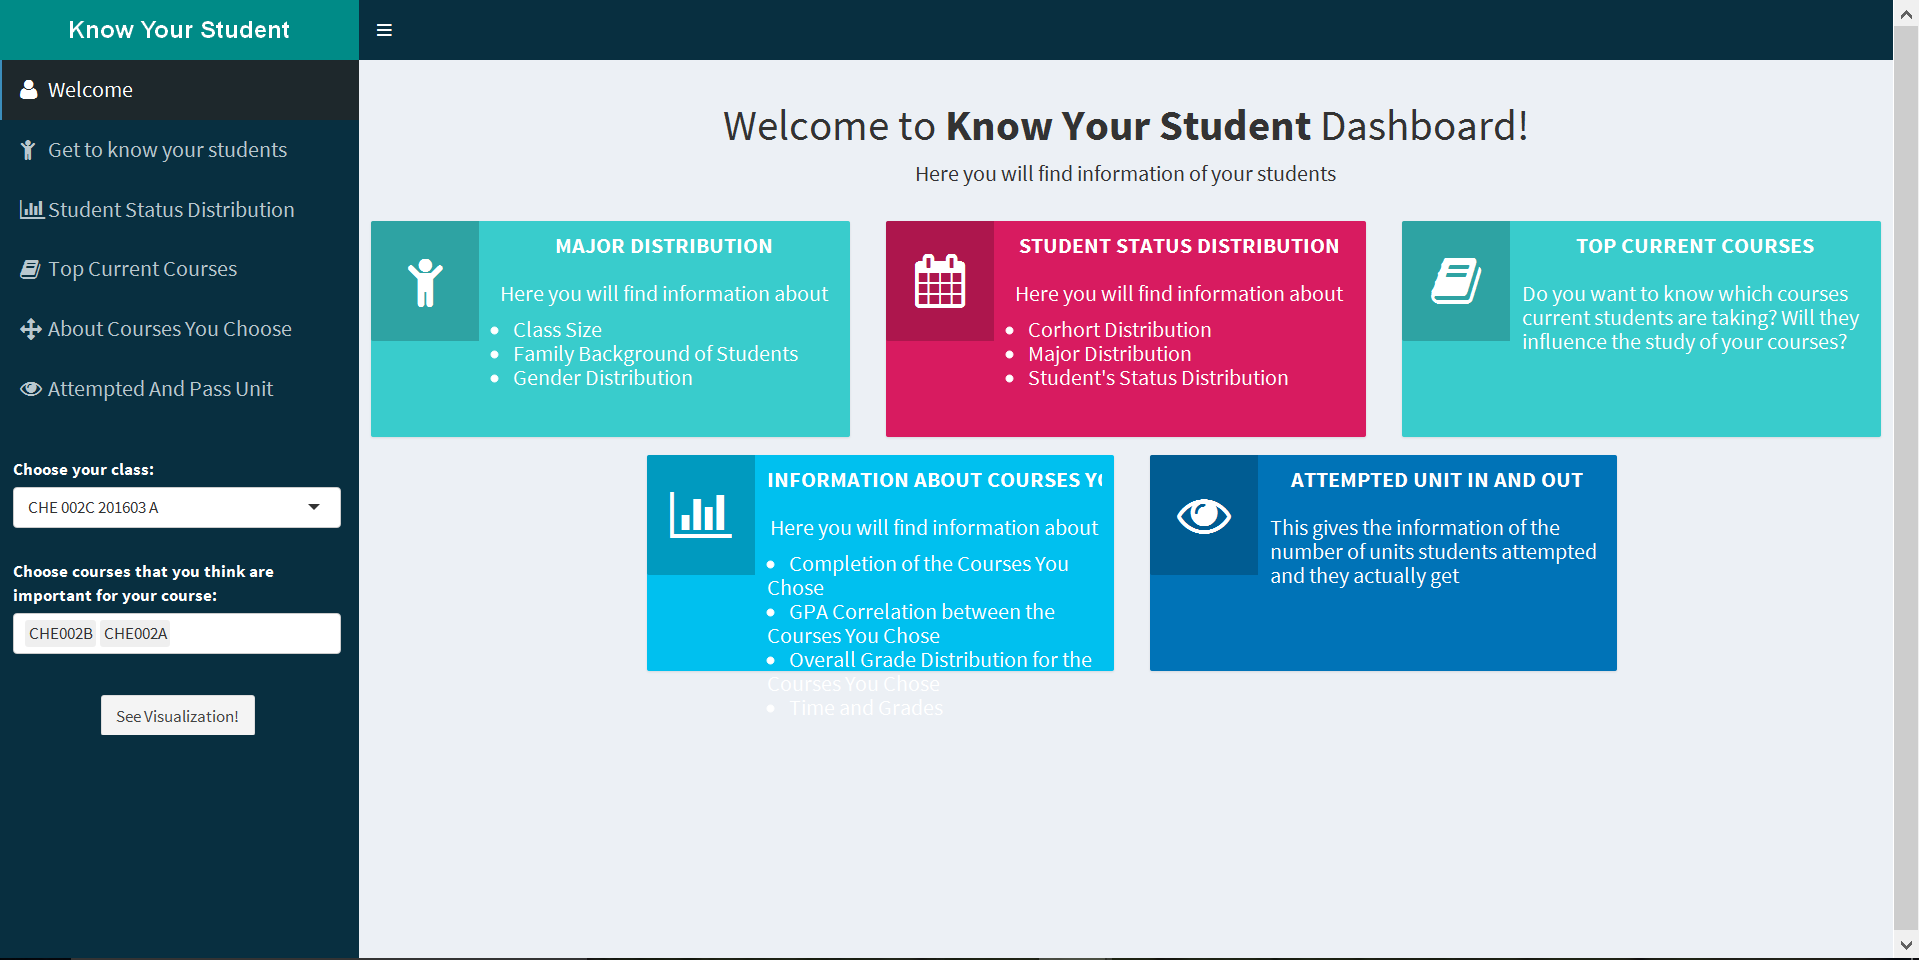 Know Your Student
Welcome
Get to know your students
Student Status Distribution
Top Current Courses
About Courses You Choose
Attempted And Pass Unit
Choose your class:
CHE 002C 201603 A
Choose courses that you think are
important for your course:
CHE002B CHE002A
See Visualization!
Welcome to Know Your Student Dashboard!
Here you will find information of your students
MAJOR DISTRIBUTION
Here you will find information about
Class Size
Family Background of Students
Gender Distribution
STUDENT STATUS DISTRIBUTION
Here you will find information about
Corhort Distribution
Major Distribution
Student's Status Distribution
TOP CURRENT COURSES
Do you want to know which courses
current students are taking? Will they
influence the study of your courses?
INFORMATION ABOUT COURSES
Here you will find information about
Completion of the Courses You
Chose
GPA Correlation between the
Courses You Chose
Overall Grade Distribution for the
Courses You Chose
Time and Grades
ATTEMPTED UNIT IN AND OUT
This gives the information of the
number of units students attempted
and they actually get